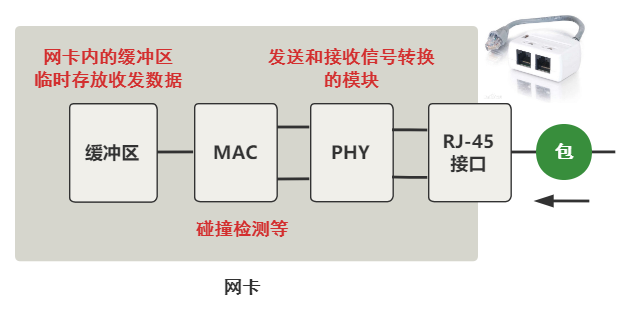 网卡内的缓冲区
临时存放收发数据
发送和接收信号转换
的模块
缓冲区
MAC
PHY
RJ-45
接口
包
碰撞检测等
网卡